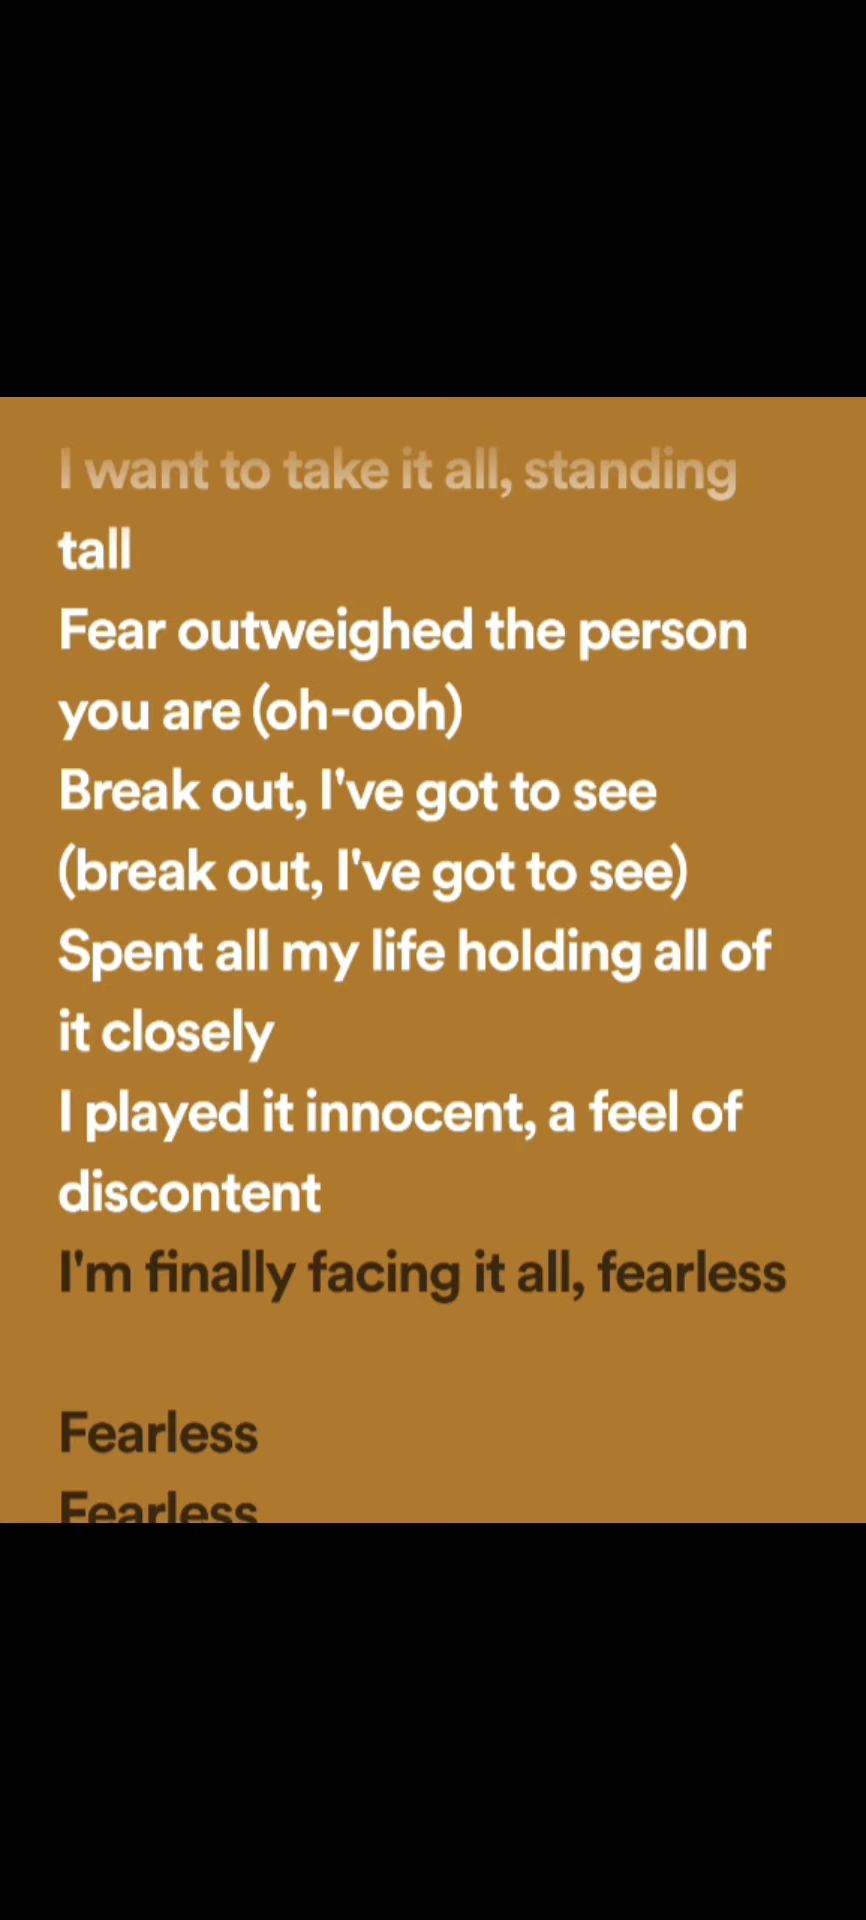 I want to take it all, standing
tall
Fear outweighed the person
you are (oh-ooh)
Break out, I've got to see
(break out, I've got to see)
Spent all my life holding all of
it closely
I played it innocent, a feel of
discontent
I'm finally facing it all, fearless
Fearless
Fearless